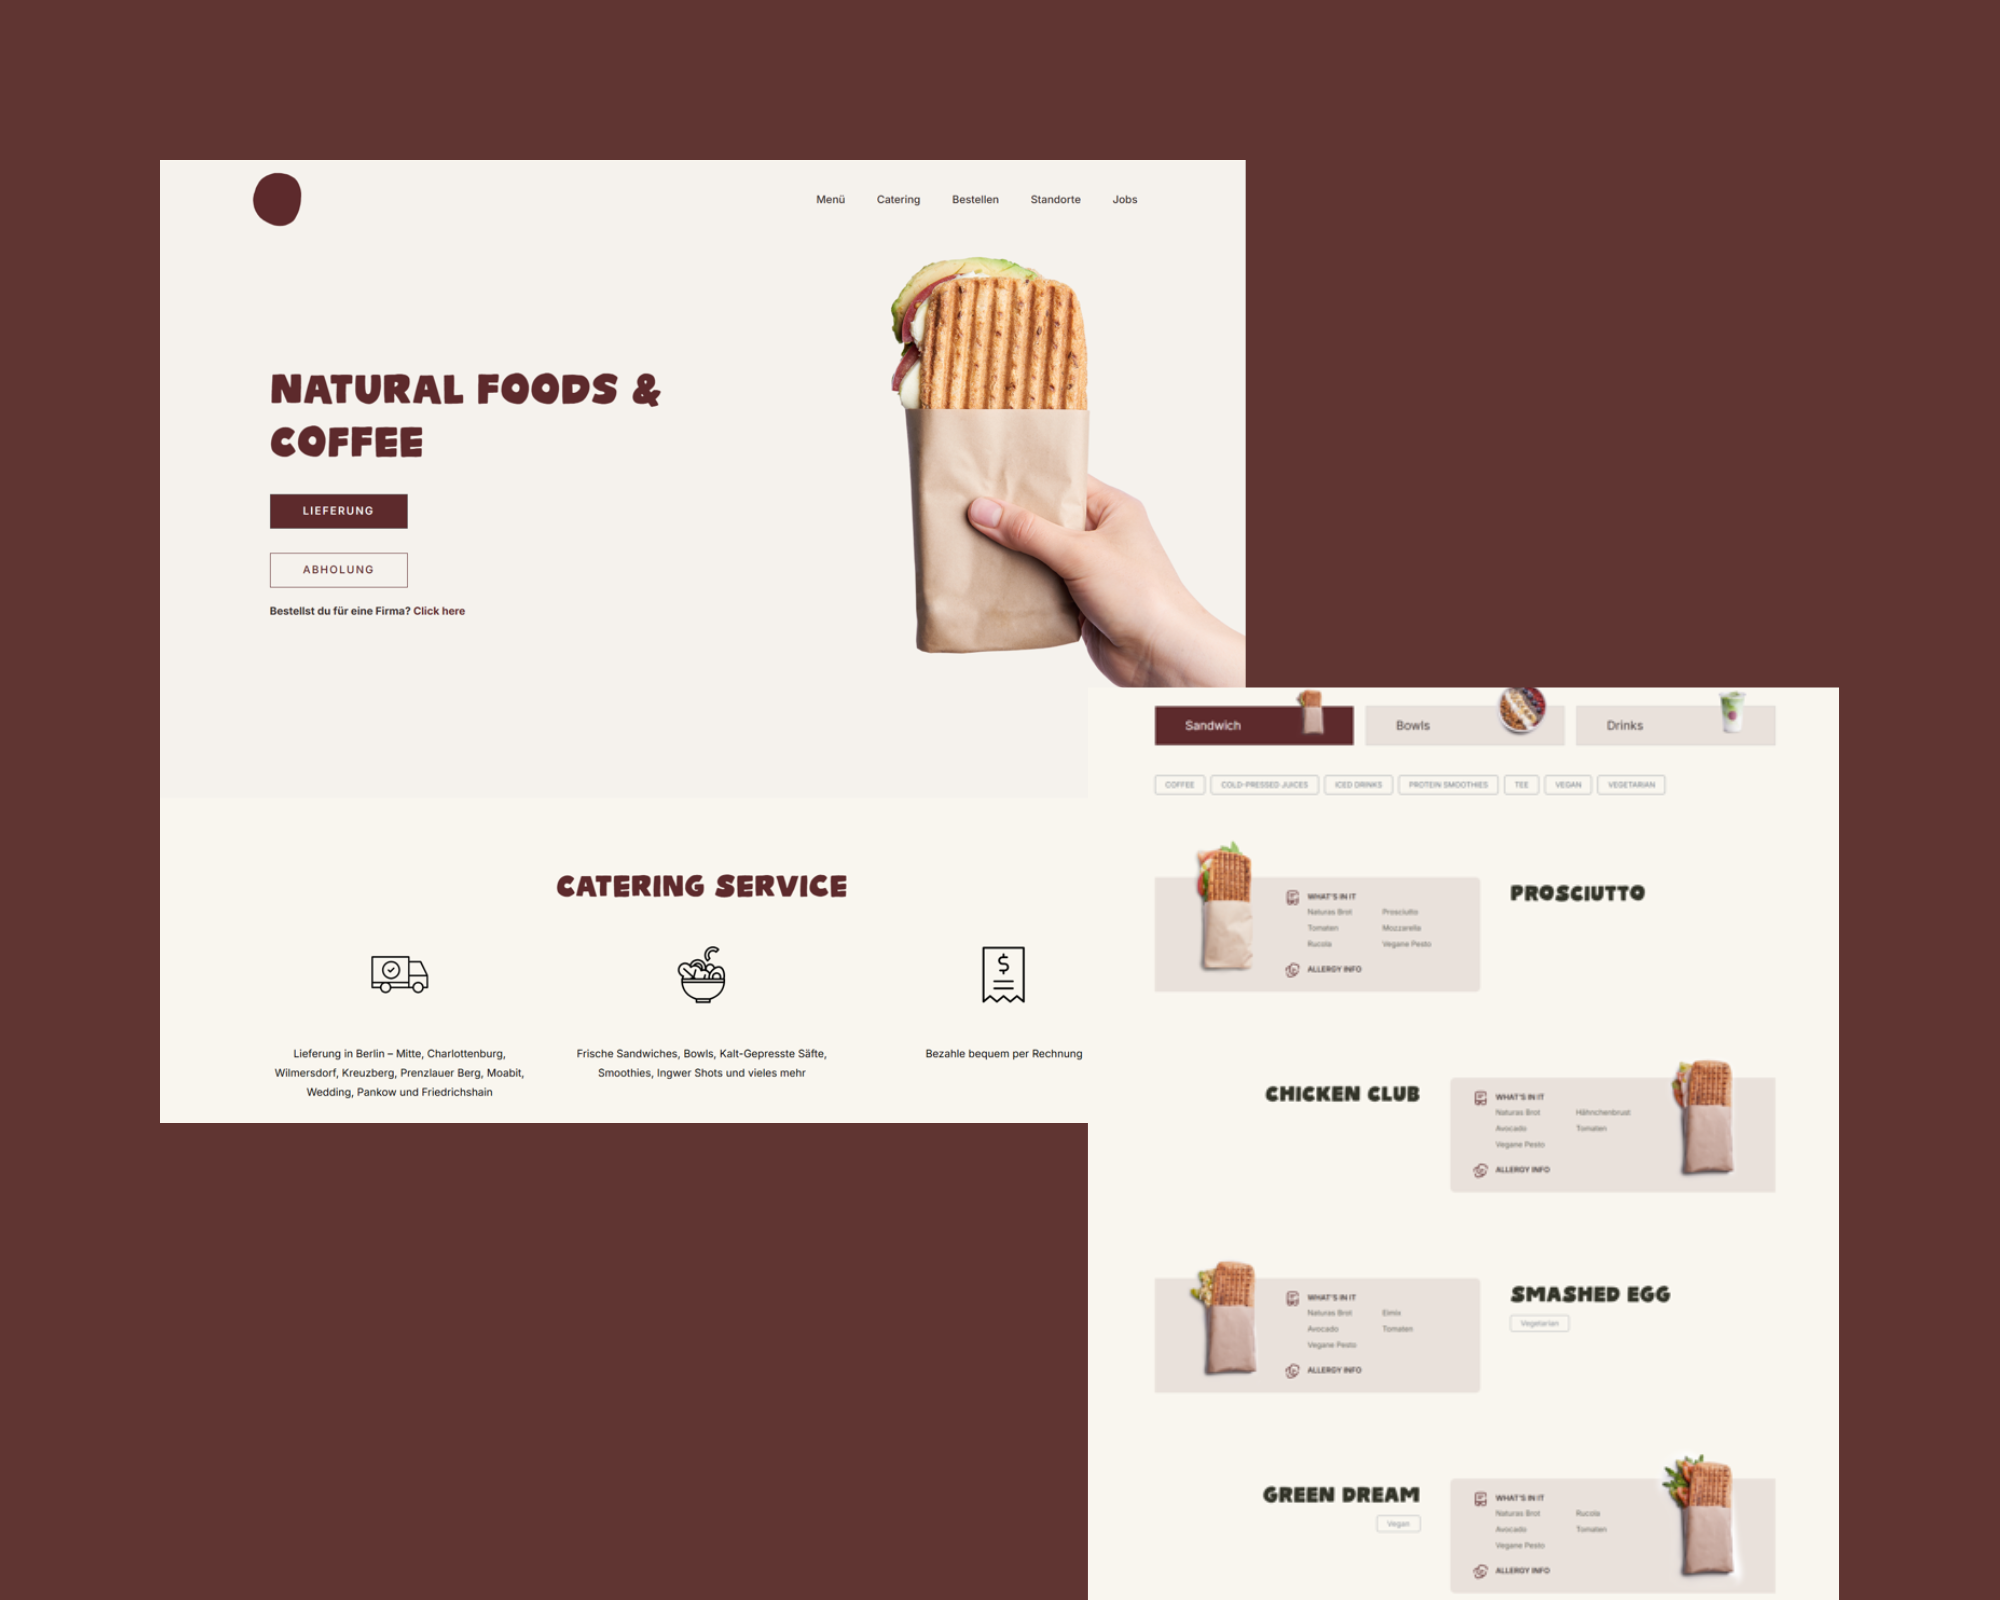 Menü Catering Bestellen Standorte Jobs
NATURAL FOODS &
COFFEE
LIEFERUNG
ABHOLUNG
Bestellst du für eine Firma? Click here
CATERING SERVICE
Lieferung in Berlin – Mitte, Charlottenburg,
Wilmersdorf, Kreuzberg, Prenzlauer Berg, Moabit,
Wedding, Pankow und Friedrichshain
Frische Sandwiches, Bowls, Kalt-Gepresste Säfte,
Smoothies, Ingwer Shots und vieles mehr
$
Bezahle bequem per Rechnung
Sandwich Bowls Drinks
COFFEE COLD-PRESSED JUICES ICED DRINKS PROTEIN SMOOTHIES TEE VEGAN VEGETARIAN
PROSCIUTTO
WHAT'S IN IT
Naturas Brot Prosciutto
Tomaten Mozzarella
Rucola Vegane Pesto
ALLERGY INFO
CHICKEN CLUB
WHAT'S IN IT
Naturas Brot Hähnchenbrust
Avocado Tomaten
Vegane Pesto
ALLERGY INFO
SMASHED EGG
Vegetarian
WHAT'S IN IT
Naturas Brot Eimix
Avocado Tomaten
Vegane Pesto
ALLERGY INFO
GREEN DREAM
Vegan
WHAT'S IN IT
Naturas Brot Rucola
Avocado Tomaten
Vegane Pesto
ALLERGY INFO